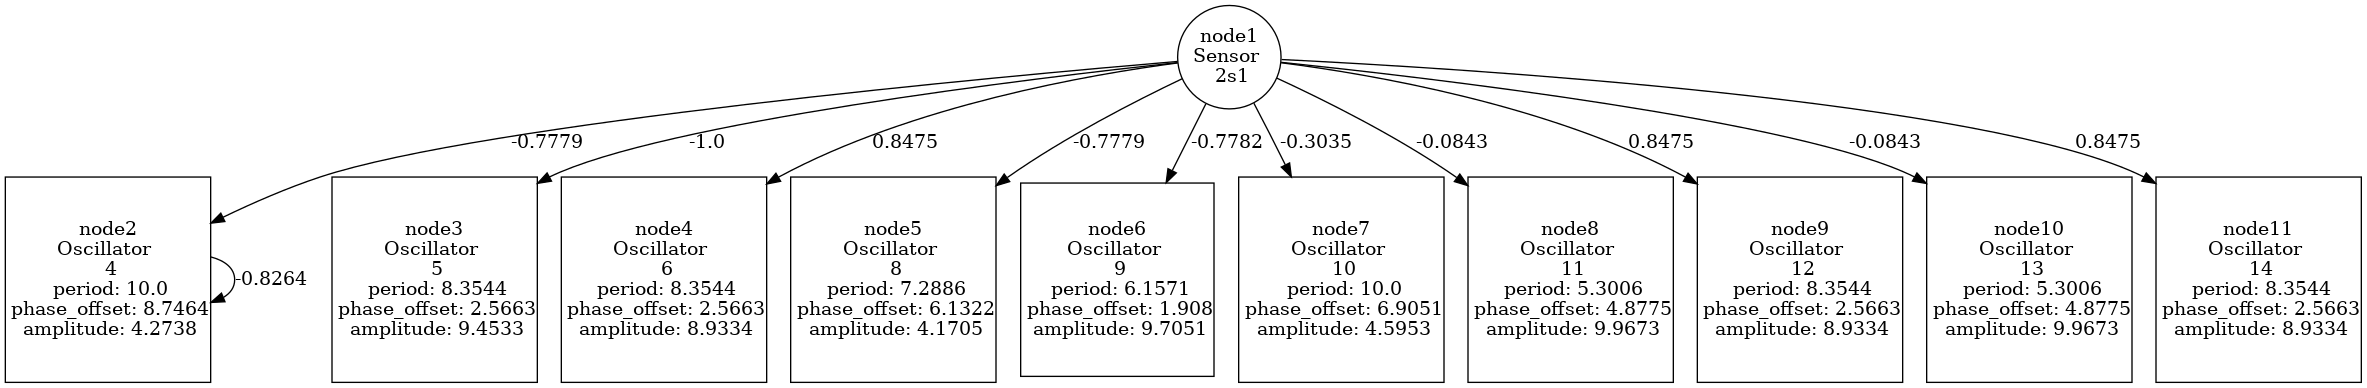 node1
Sensor
2s1
-0.7779
-1.0
0.8475
-0.7779
-0.7782
-0.3035
-0.0843
0.8475
-0.0843
0.8475
node2
Oscillator
4
period: 10.0
phase_offset: 8.7464
amplitude: 4.2738
-0.8264
node3
Oscillator
5
period: 8.3544
phase_offset: 2.5663
amplitude: 9.4533
node4
Oscillator
6
period: 8.3544
phase_offset: 2.5663
amplitude: 8.9334
node5
Oscillator
8
period: 7.2886
phase_offset: 6.1322
amplitude: 4.1705
node6
Oscillator
9
period: 6.1571
phase_offset: 1.908
amplitude: 9.7051
node7
Oscillator
10
period: 10.0
phase_offset: 6.9051
amplitude: 4.5953
node8
Oscillator
11
period: 5.3006
phase_offset: 4.8775
amplitude: 9.9673
node9
Oscillator
12
period: 8.3544
phase_offset: 2.5663
amplitude: 8.9334
node10
Oscillator
13
period: 5.3006
phase_offset: 4.8775
amplitude: 9.9673
node11
Oscillator
14
period: 8.3544
phase_offset: 2.5663
amplitude: 8.9334